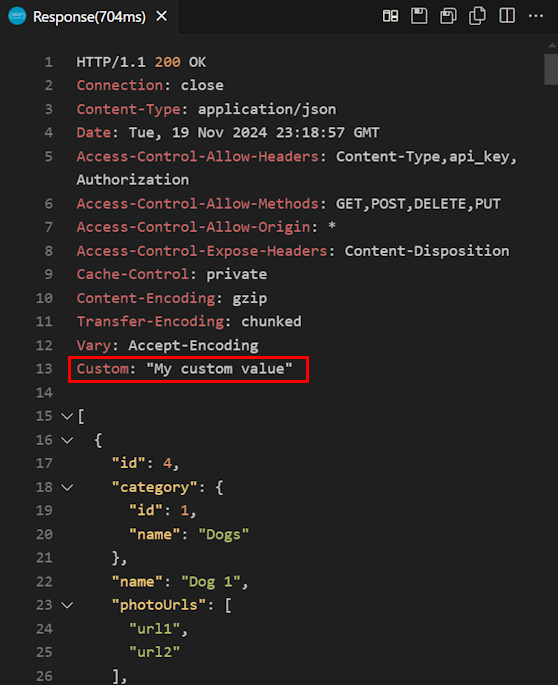 Response(704ms)
1 HTTP/1.1 200 OK
2 Connection: close
3 Content-Type: application/json
4 Date: Tue, 19 Nov 2024 23:18:57 GMT
5 Access-Control-Allow-Headers: Content-Type,api_key,
Authorization
6 Access-Control-Allow-Methods: GET,POST,DELETE,PUT
7 Access-Control-Allow-Origin: *
8 Access-Control-Expose-Headers: Content-Disposition
9 Cache-Control: private
10 Content-Encoding: gzip
11 Transfer-Encoding: chunked
12 Vary: Accept-Encoding
13 Custom: "My custom value"
14
15 [
16 {
17 "id": 4,
18 "category": {
19 "id": 1,
20 "name": "Dogs"
21 },
22 "name": "Dog 1",
23 "photoUrls": [
24 "url1",
25 "url2"
26 ],